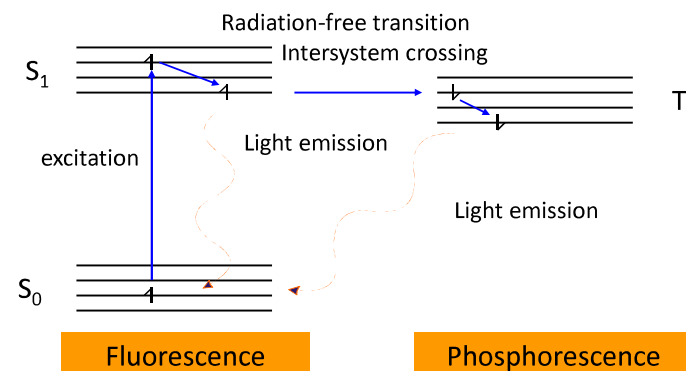 Radiation-free transition
Intersystem crossing
S1
T
Light emission
excitation
Light emission
S0
Fluorescence
Phosphorescence